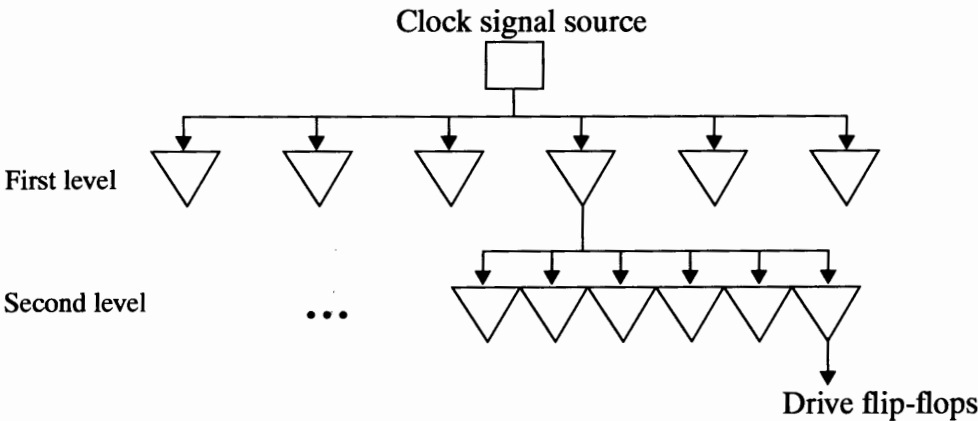 Clock signal source
First level
Second level
...
Drive flip-flops